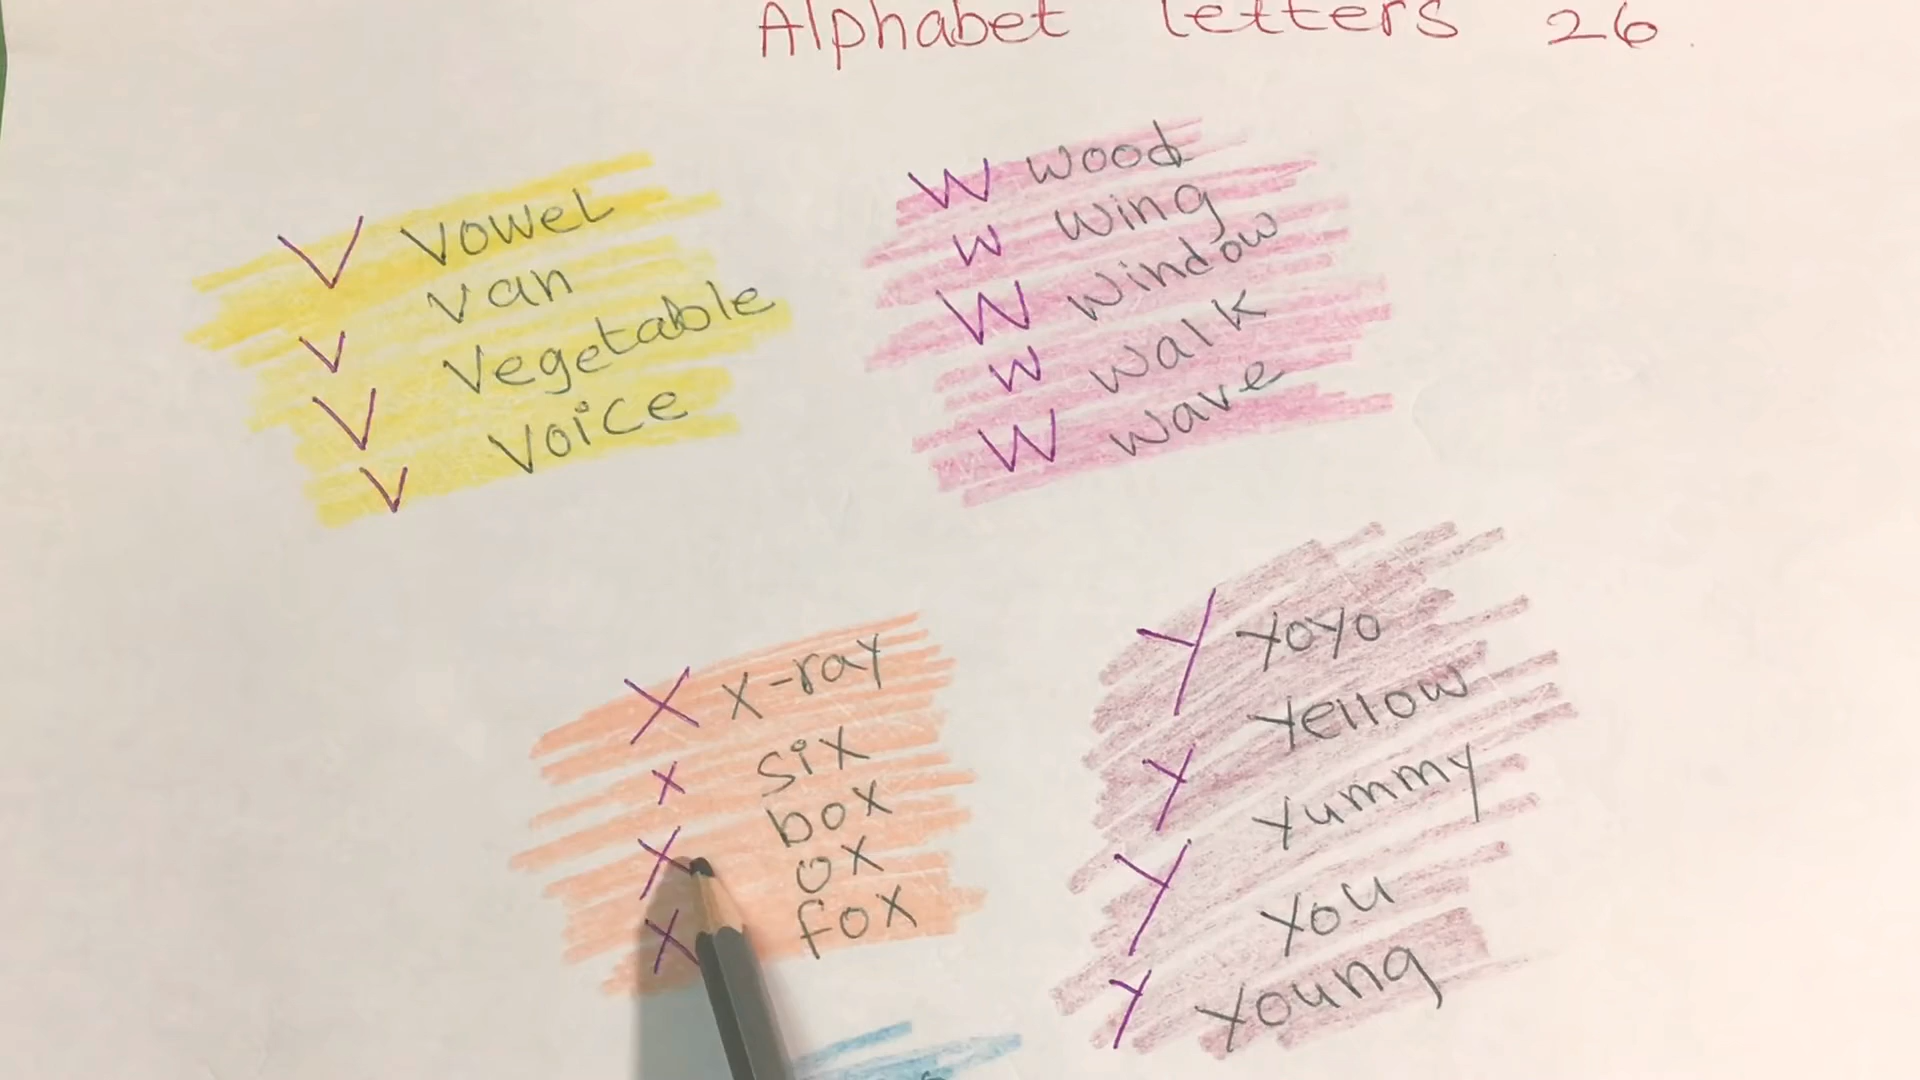 Alphabet letters 26
V Vowel
van
v Vegetable
V Voice
v
W Wood
w Wing
W Window
w Walk
W Wave
X X-ray
x six
box
X ox
x fox
Y Yoyo
Yellow
y Yummy
Y You
y Young